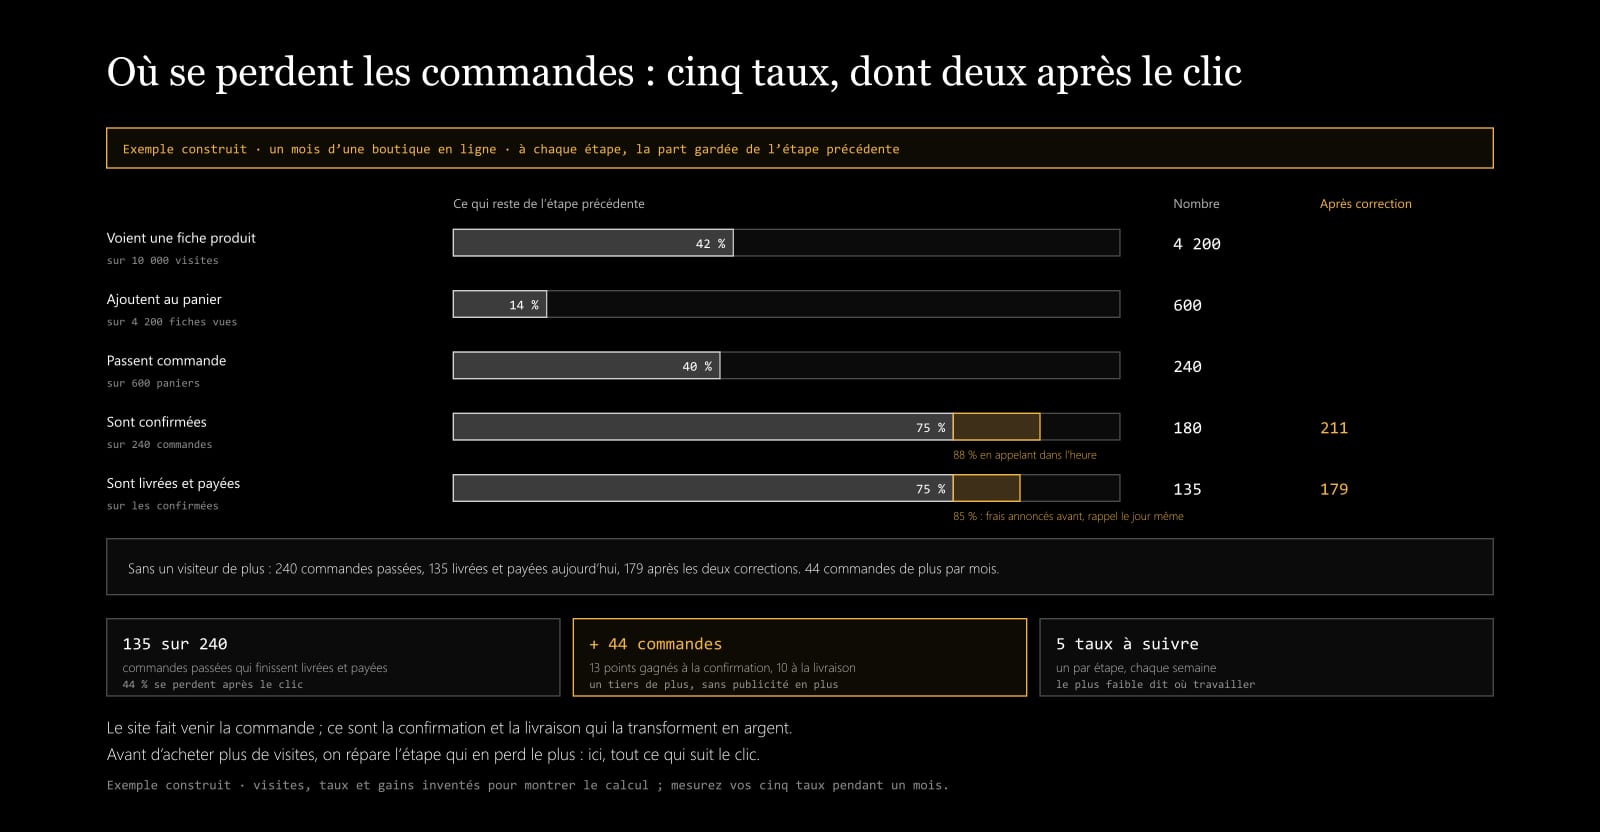 Où se perdent les commandes : cinq taux, dont deux après le clic
Exemple construit · un mois d’une boutique en ligne · à chaque étape, la part gardée de l’étape précédente
Ce qui reste de l’étape précédente
Nombre
Après correction
Voient une fiche produit
42 %
4 200
sur 10 000 visites
Ajoutent au panier
14 %
600
sur 4 200 fiches vues
Passent commande
40 %
240
sur 600 paniers
Sont confirmées
75 %
180
211
sur 240 commandes
88 % en appelant dans l’heure
Sont livrées et payées
75 %
135
179
sur les confirmées
85 % : frais annoncés avant, rappel le jour même
Sans un visiteur de plus : 240 commandes passées, 135 livrées et payées aujourd’hui, 179 après les deux corrections. 44 commandes de plus par mois.
135 sur 240
commandes passées qui finissent livrées et payées
44 % se perdent après le clic
+ 44 commandes
13 points gagnés à la confirmation, 10 à la livraison
un tiers de plus, sans publicité en plus
5 taux à suivre
un par étape, chaque semaine
le plus faible dit où travailler
Le site fait venir la commande ; ce sont la confirmation et la livraison qui la transforment en argent.
Avant d’acheter plus de visites, on répare l’étape qui en perd le plus : ici, tout ce qui suit le clic.
Exemple construit · visites, taux et gains inventés pour montrer le calcul ; mesurez vos cinq taux pendant un mois.